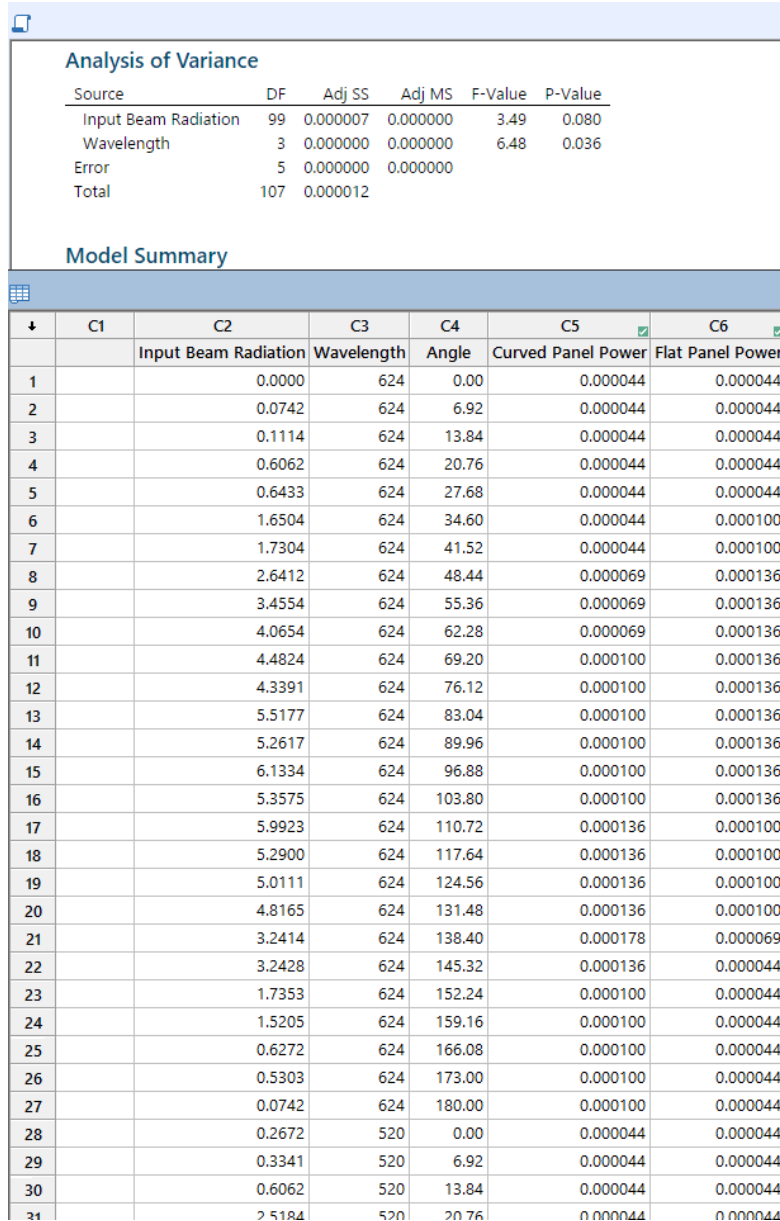 Analysis of Variance
Source DF Adj SS Adj MS F-Value P-Value
Input Beam Radiation 99 0.000007 0.000000 3.49 0.080
Wavelength 3 0.000000 0.000000 6.48 0.036
Error 5 0.000000 0.000000
Total 107 0.000012
Model Summary
C1 C2 C3 C4 C5 C6
Input Beam Radiation Wavelength Angle Curved Panel Power Flat Panel Power
1 0.0000 624 0.00 0.000044 0.000044
2 0.0742 624 6.92 0.000044 0.000044
3 0.1114 624 13.84 0.000044 0.000044
4 0.6062 624 20.76 0.000044 0.000044
5 0.6433 624 27.68 0.000044 0.000044
6 1.6504 624 34.60 0.000044 0.000100
7 1.7304 624 41.52 0.000044 0.000100
8 2.6412 624 48.44 0.000069 0.000136
9 3.4554 624 55.36 0.000069 0.000136
10 4.0654 624 62.28 0.000069 0.000136
11 4.4824 624 69.20 0.000100 0.000136
12 4.3391 624 76.12 0.000100 0.000136
13 5.5177 624 83.04 0.000100 0.000136
14 5.2617 624 89.96 0.000100 0.000136
15 6.1334 624 96.88 0.000100 0.000136
16 5.3575 624 103.80 0.000100 0.000136
17 5.9923 624 110.72 0.000136 0.000100
18 5.2900 624 117.64 0.000136 0.000100
19 5.0111 624 124.56 0.000136 0.000100
20 4.8165 624 131.48 0.000136 0.000100
21 3.2414 624 138.40 0.000178 0.000069
22 3.2428 624 145.32 0.000136 0.000044
23 1.7353 624 152.24 0.000100 0.000044
24 1.5205 624 159.16 0.000100 0.000044
25 0.6272 624 166.08 0.000100 0.000044
26 0.5303 624 173.00 0.000100 0.000044
27 0.0742 624 180.00 0.000100 0.000044
28 0.2672 520 0.00 0.000044 0.000044
29 0.3341 520 6.92 0.000044 0.000044
30 0.6062 520 13.84 0.000044 0.000044
31 2.5184 520 20.76 0.000044 0.000044